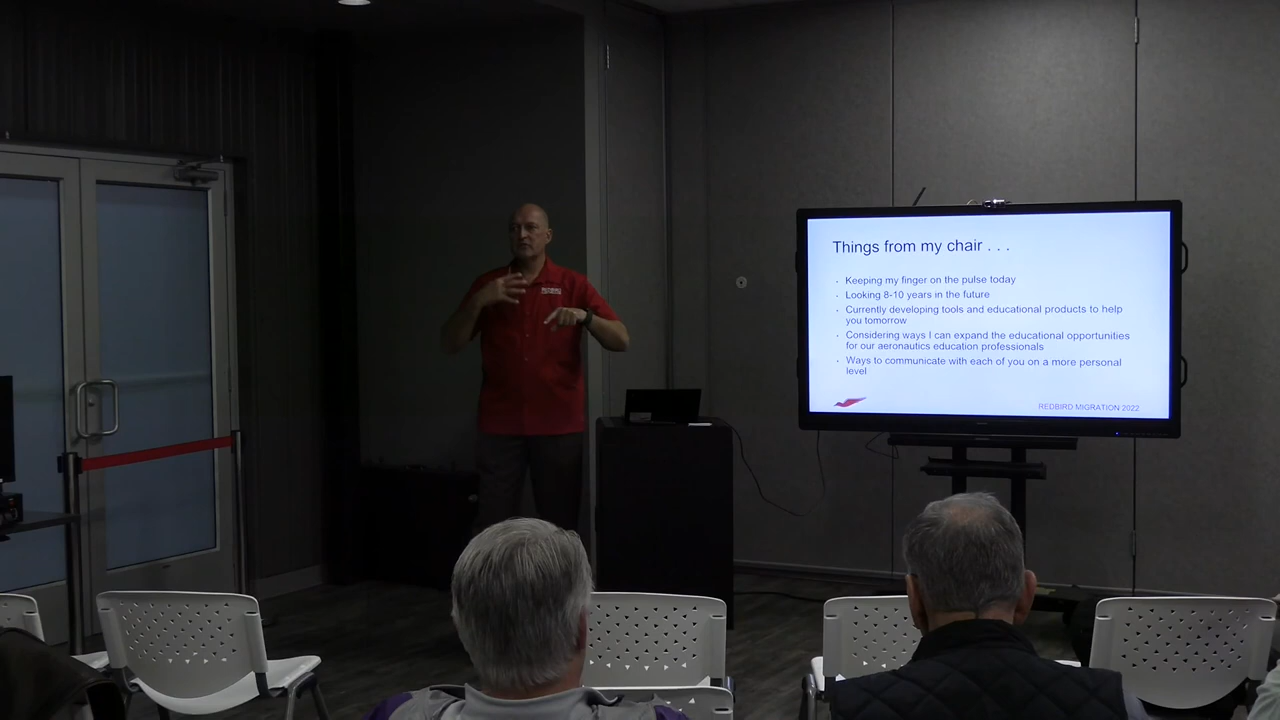 Things from my chair . . .
· Keeping my finger on the pulse today
· Looking 8-10 years in the future
· Currently developing tools and educational products to help
you tomorrow
· Considering ways I can expand the educational opportunities
for our aeronautics education professionals
· Ways to communicate with each of you on a more personal
level
REDBIRD MIGRATION 2022
REDBIRD